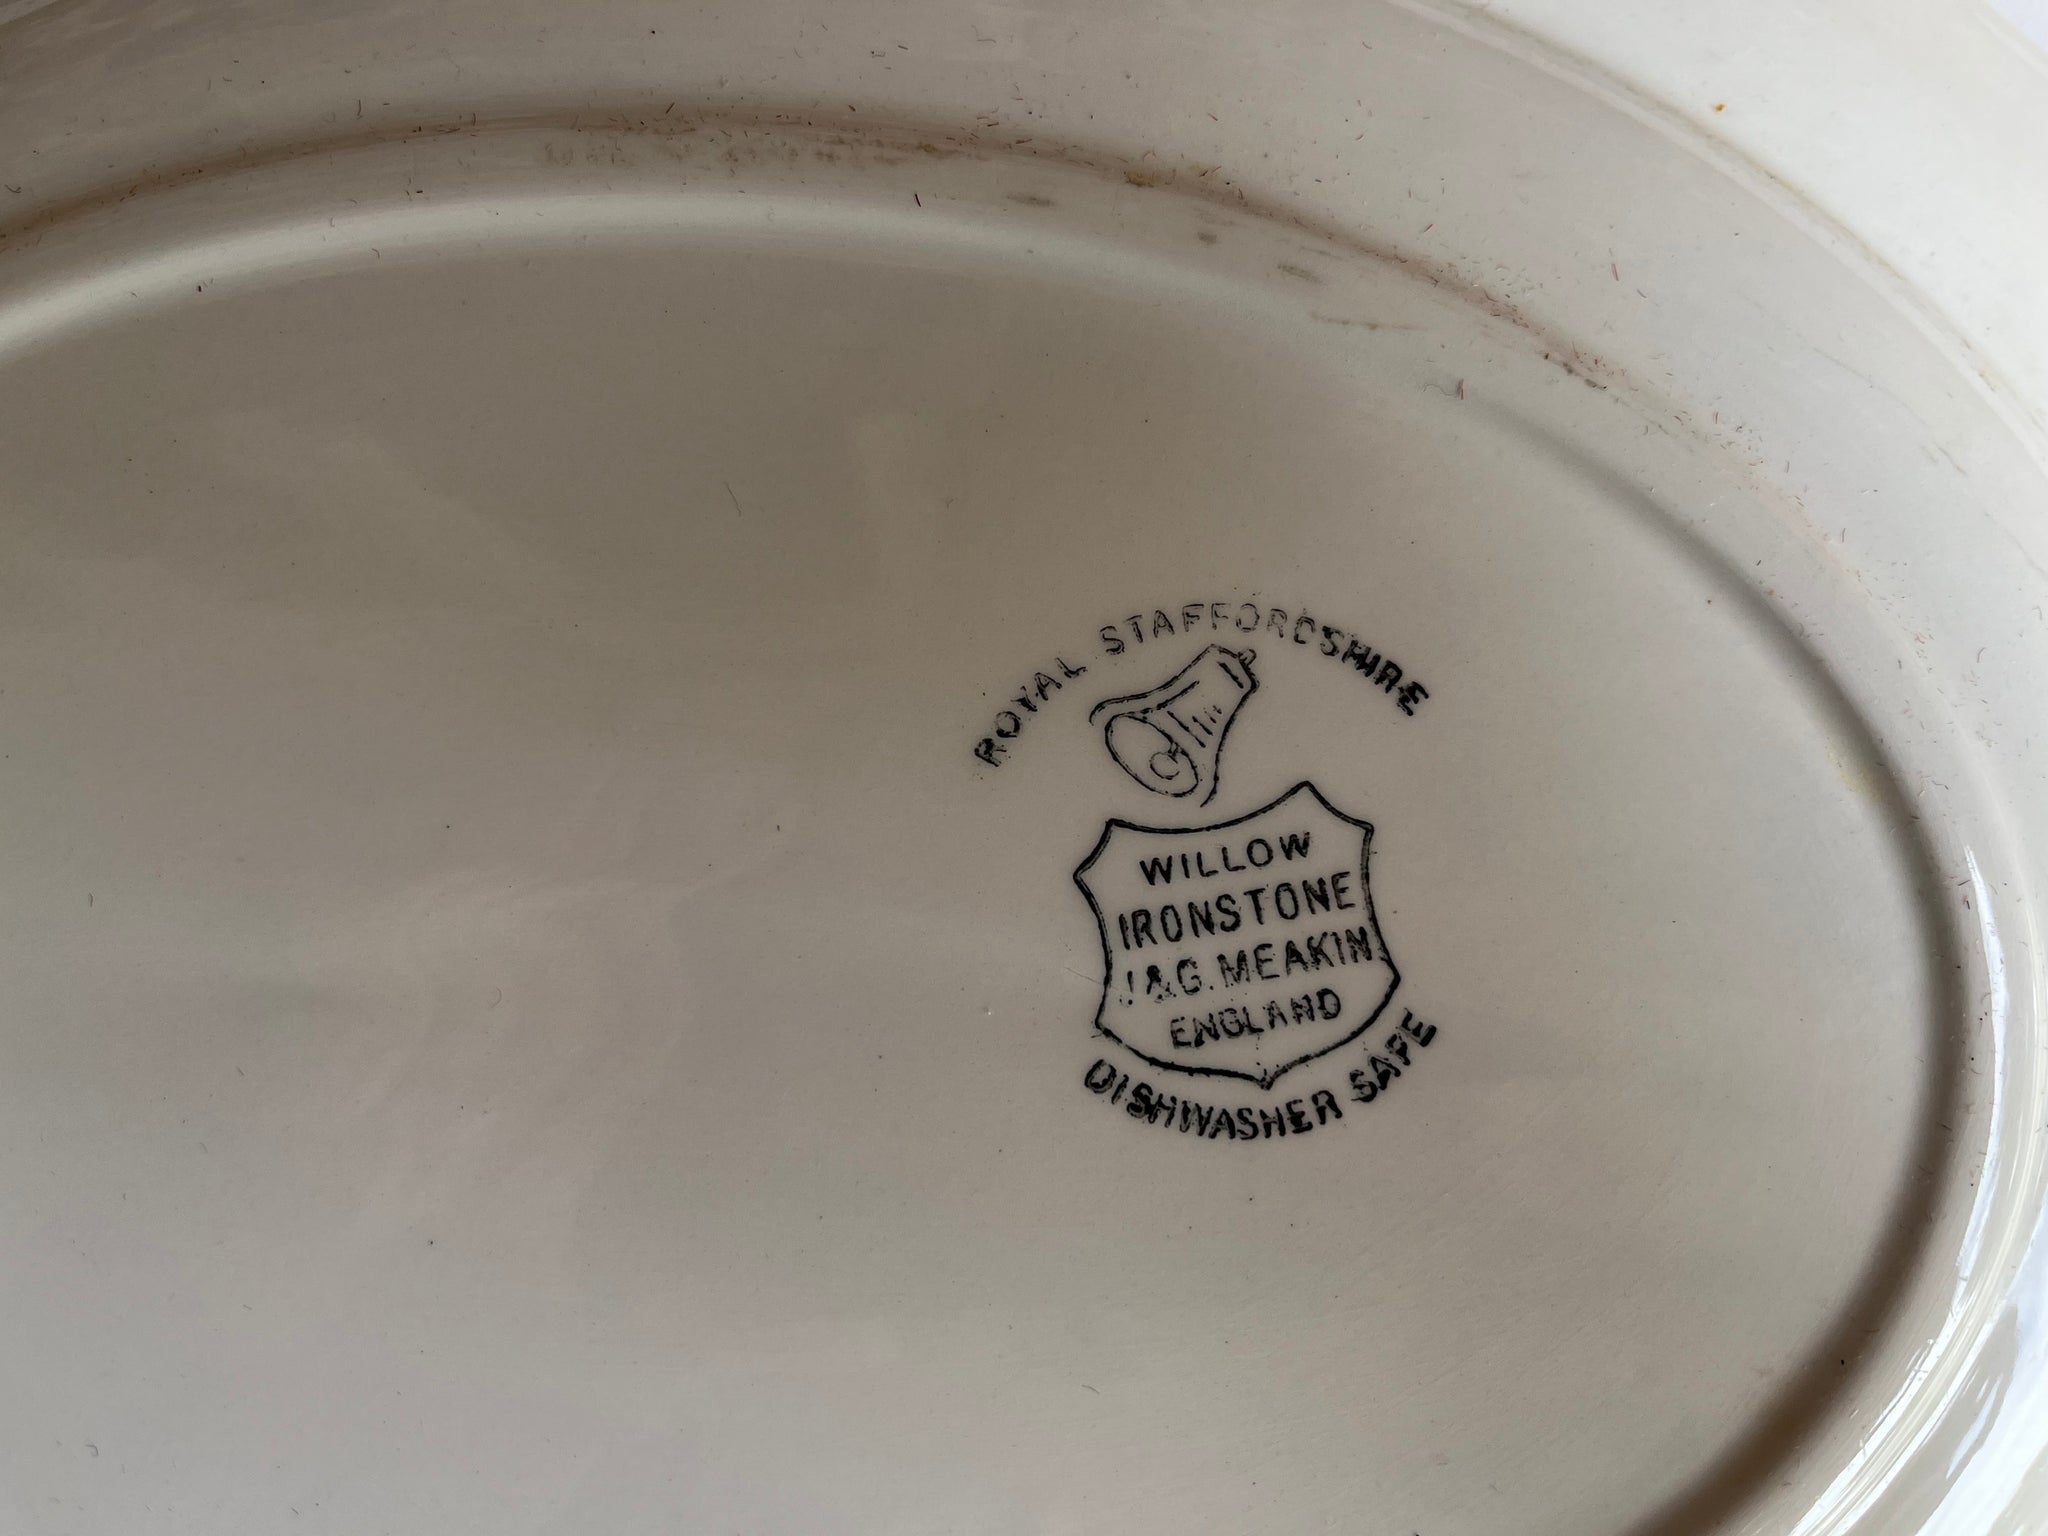 ROYAL STAFFORDSHIRE
WILLOW
IRONSTONE
J&G. MEAKIN
ENGLAND
DISHWASHER SAFE